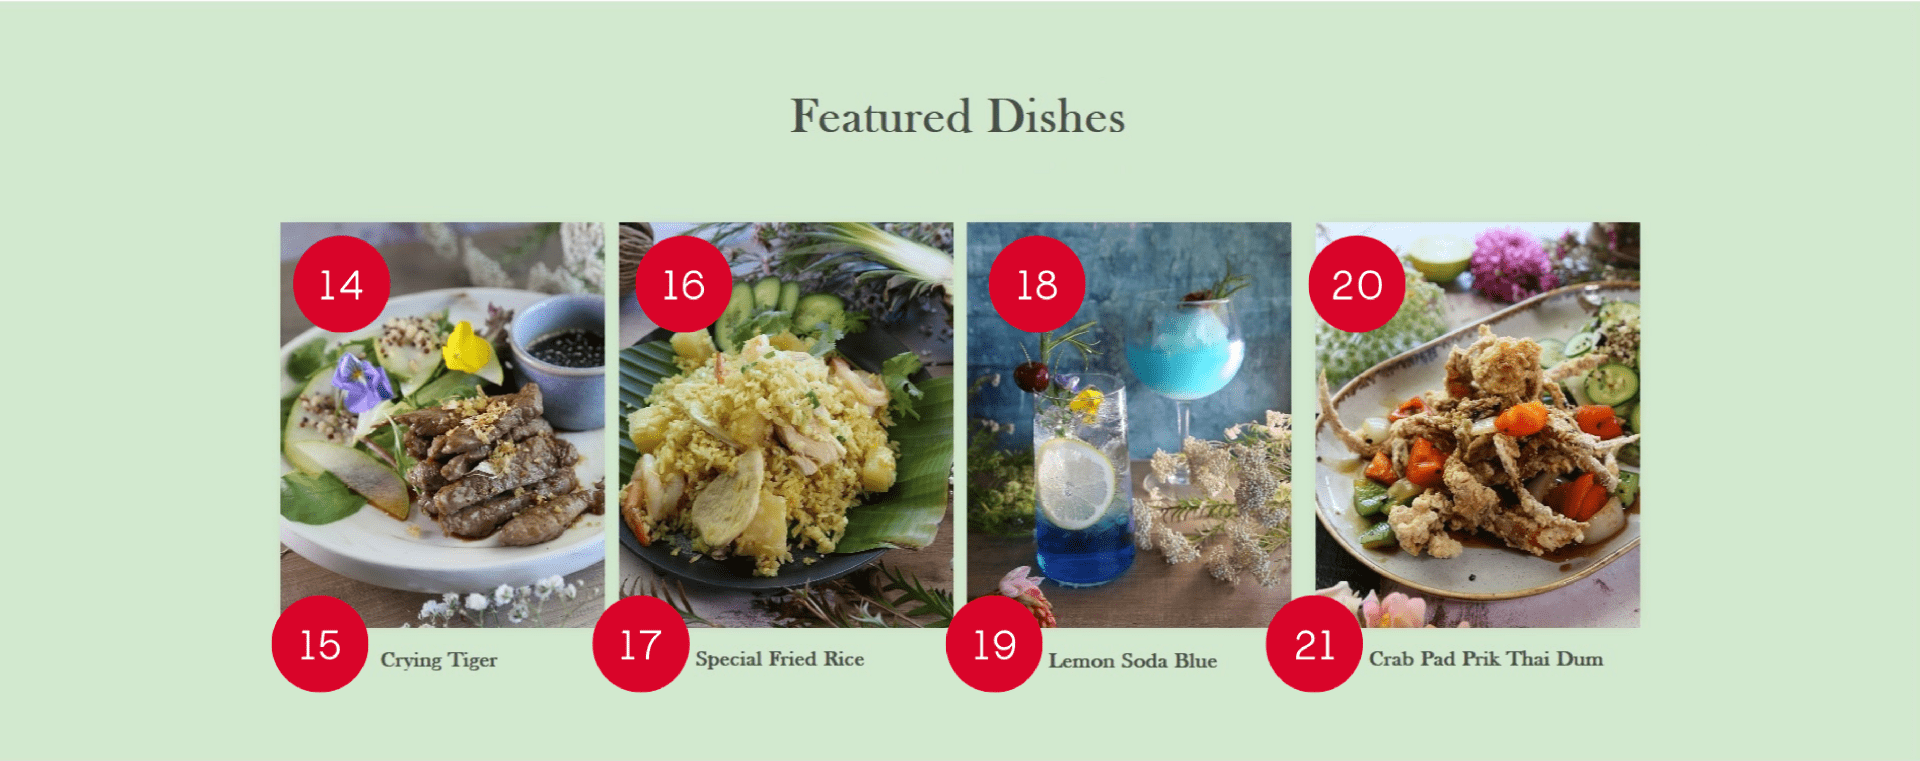 Featured Dishes
14
16
18
20
15 Crying Tiger
17 Special Fried Rice
19 Lemon Soda Blue
21 Crab Pad Prik Thai Dum